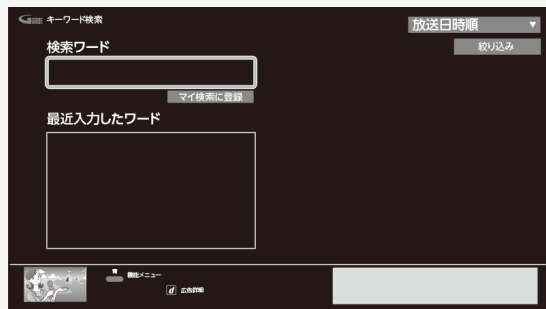 キーワード検索
放送日時順
検索ワード
絞り込み
マイ検索に登録
最近入力したワード
機能メニュー
d 広告詳細